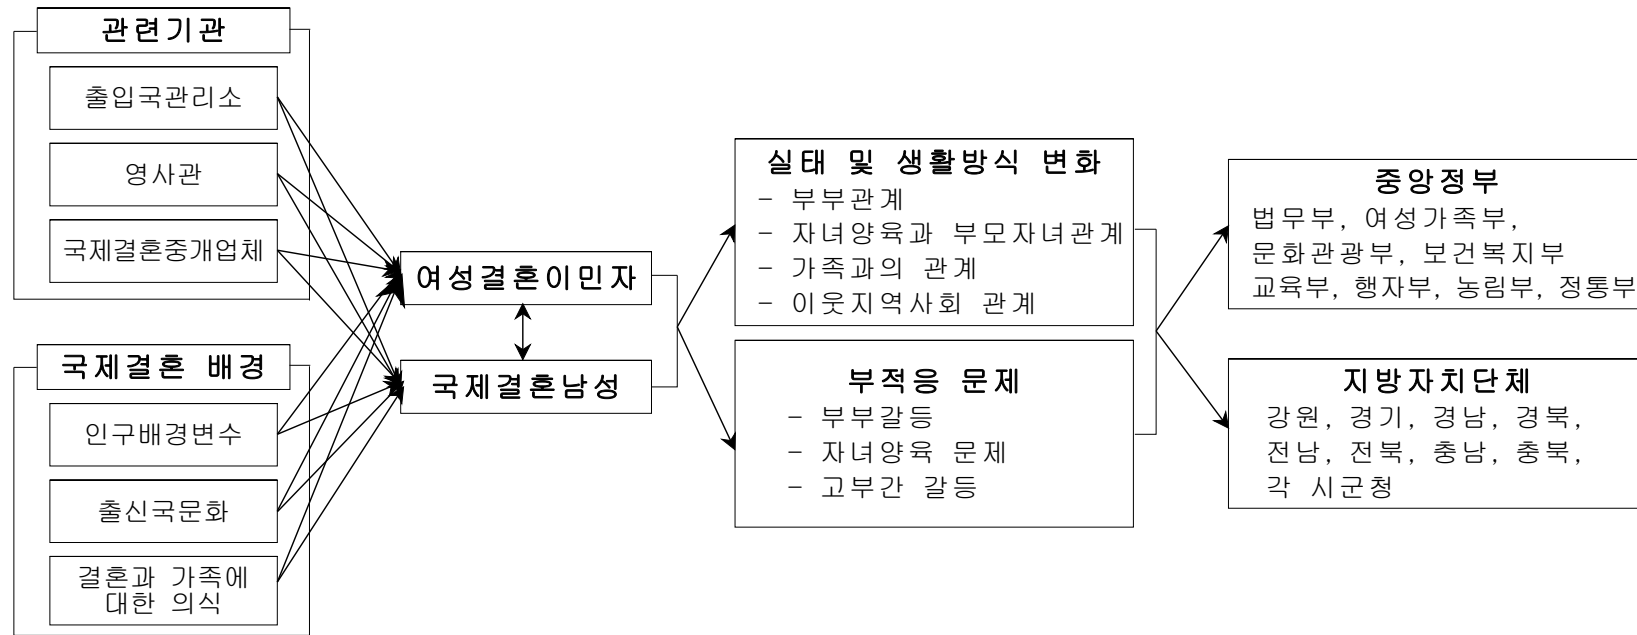 관련기관
출입국관리소
영사관
국제결혼중개업체
국제결혼 배경
인구배경변수
출신국문화
결혼과 가족에
대한 의식
여성결혼이민자
국제결혼남성
실태 및 생활방식 변화
- 부부관계
- 자녀양육과 부모자녀관계
- 가족과의 관계
- 이웃지역사회 관계
부적응 문제
- 부부갈등
- 자녀양육 문제
- 고부간 갈등
중앙정부
법무부, 여성가족부,
문화관광부, 보건복지부
교육부, 행자부, 농림부, 정통부
지방자치단체
강원, 경기, 경남, 경북,
전남, 전북, 충남, 충북,
각 시군청